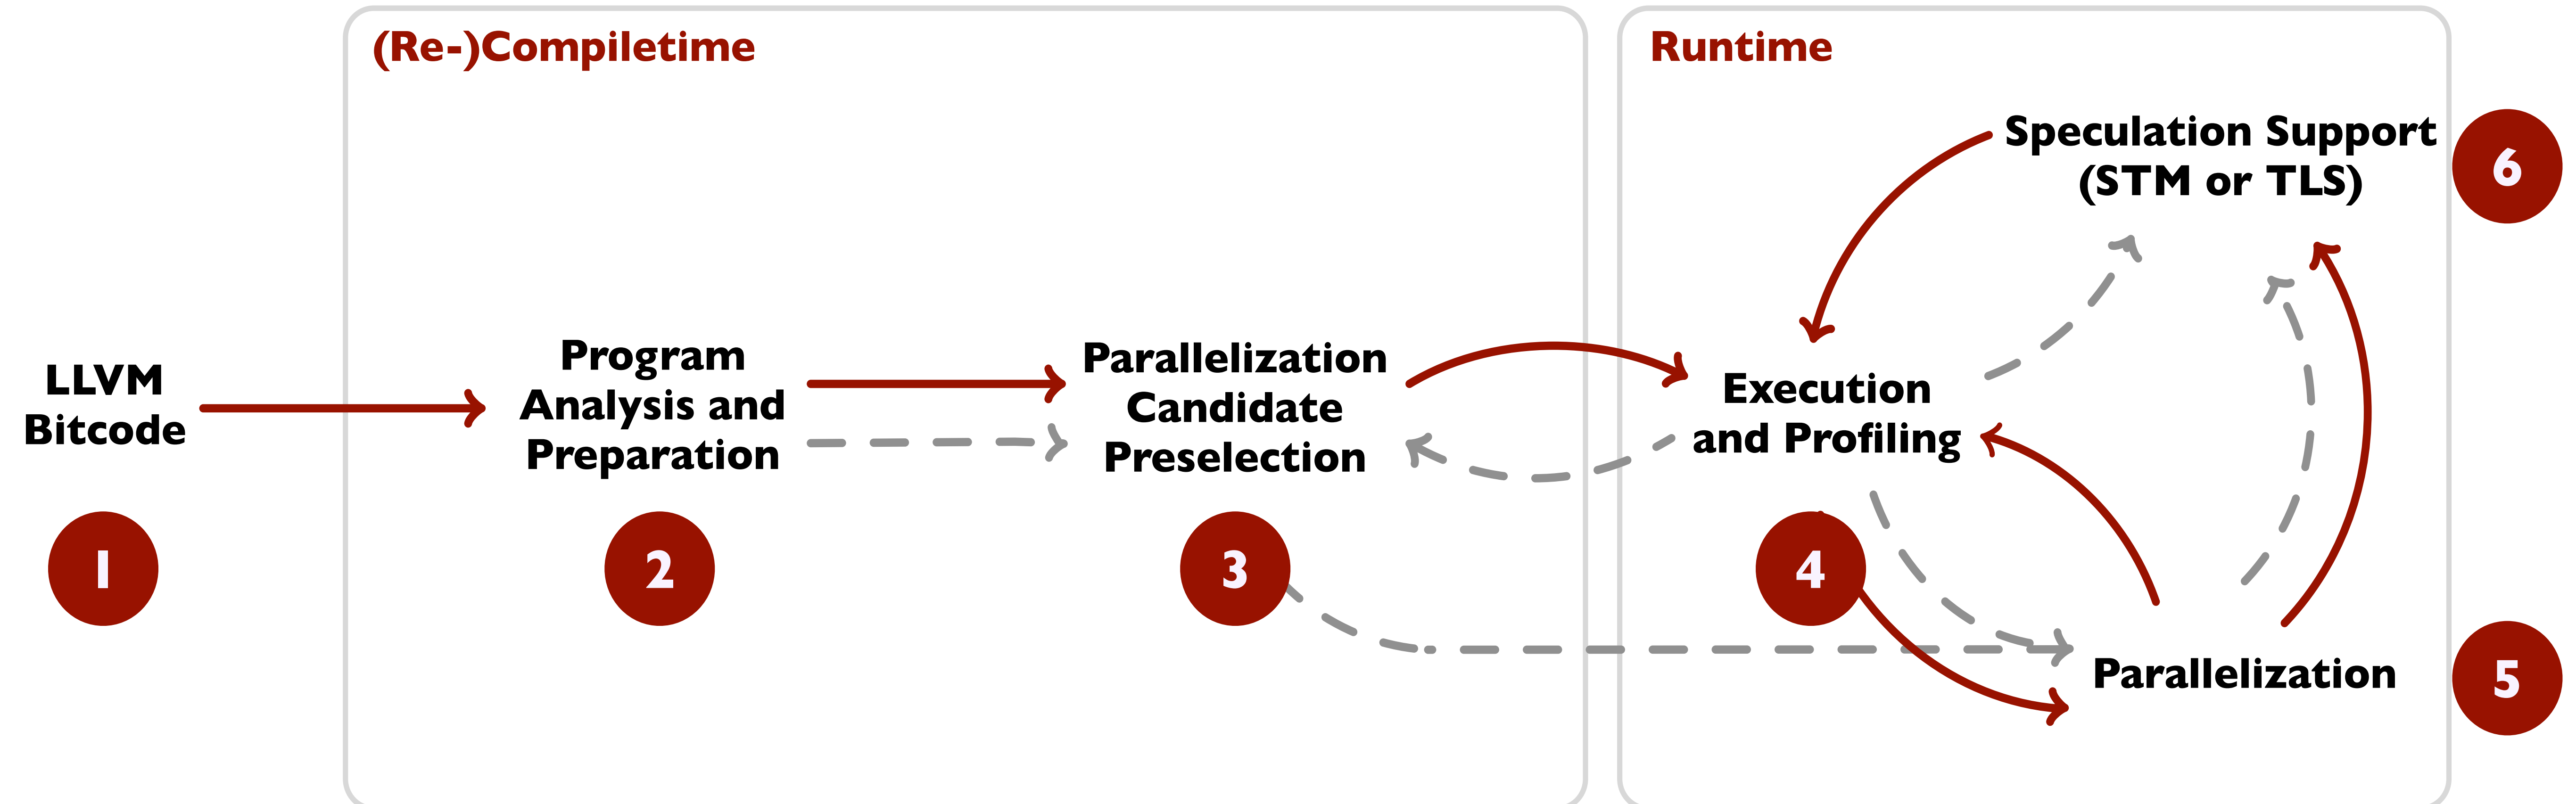 (Re-)Compiletime
Runtime
LLVM
Bitcode
1
Program
Analysis and
Preparation
2
Parallelization
Candidate
Preselection
3
Execution
and Profiling
4
Speculation Support
(STM or TLS)
6
Parallelization
5